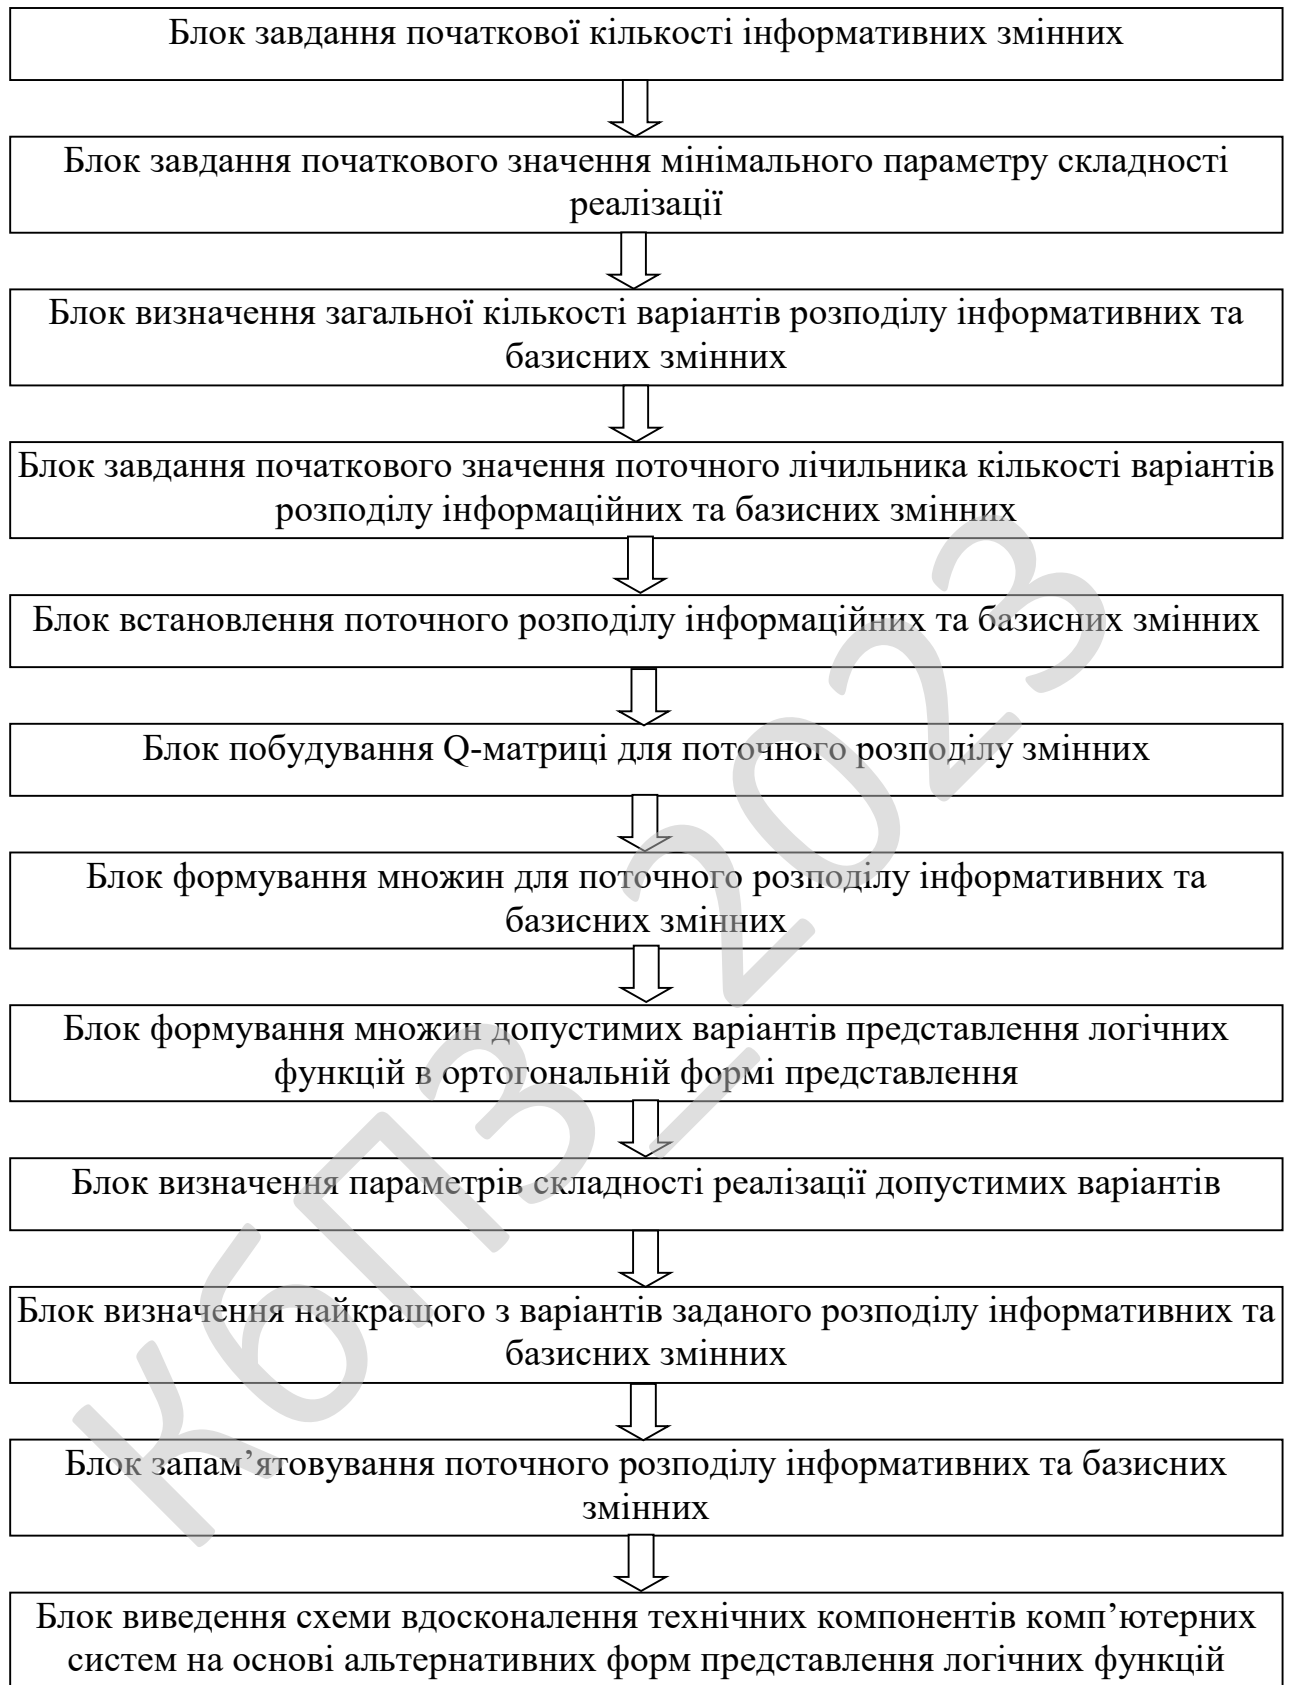 Блок завдання початкової кількості інформативних змінних
Блок завдання початкового значення мінімального параметру складності
реалізації
Блок визначення загальної кількості варіантів розподілу інформативних та
базисних змінних
Блок завдання початкового значення поточного лічильника кількості варіантів
розподілу інформаційних та базисних змінних
Блок встановлення поточного розподілу інформаційних та базисних змінних
Блок побудування Q-матриці для поточного розподілу змінних
Блок формування множин для поточного розподілу інформативних та
базисних змінних
Блок формування множин допустимих варіантів представлення логічних
функцій в ортогональній формі представлення
Блок визначення параметрів складності реалізації допустимих варіантів
Блок визначення найкращого з варіантів заданого розподілу інформативних та
базисних змінних
Блок запам’ятовування поточного розподілу інформативних та базисних
змінних
Блок виведення схеми вдосконалення технічних компонентів комп’ютерних
систем на основі альтернативних форм представлення логічних функцій
КбПЗ_2023